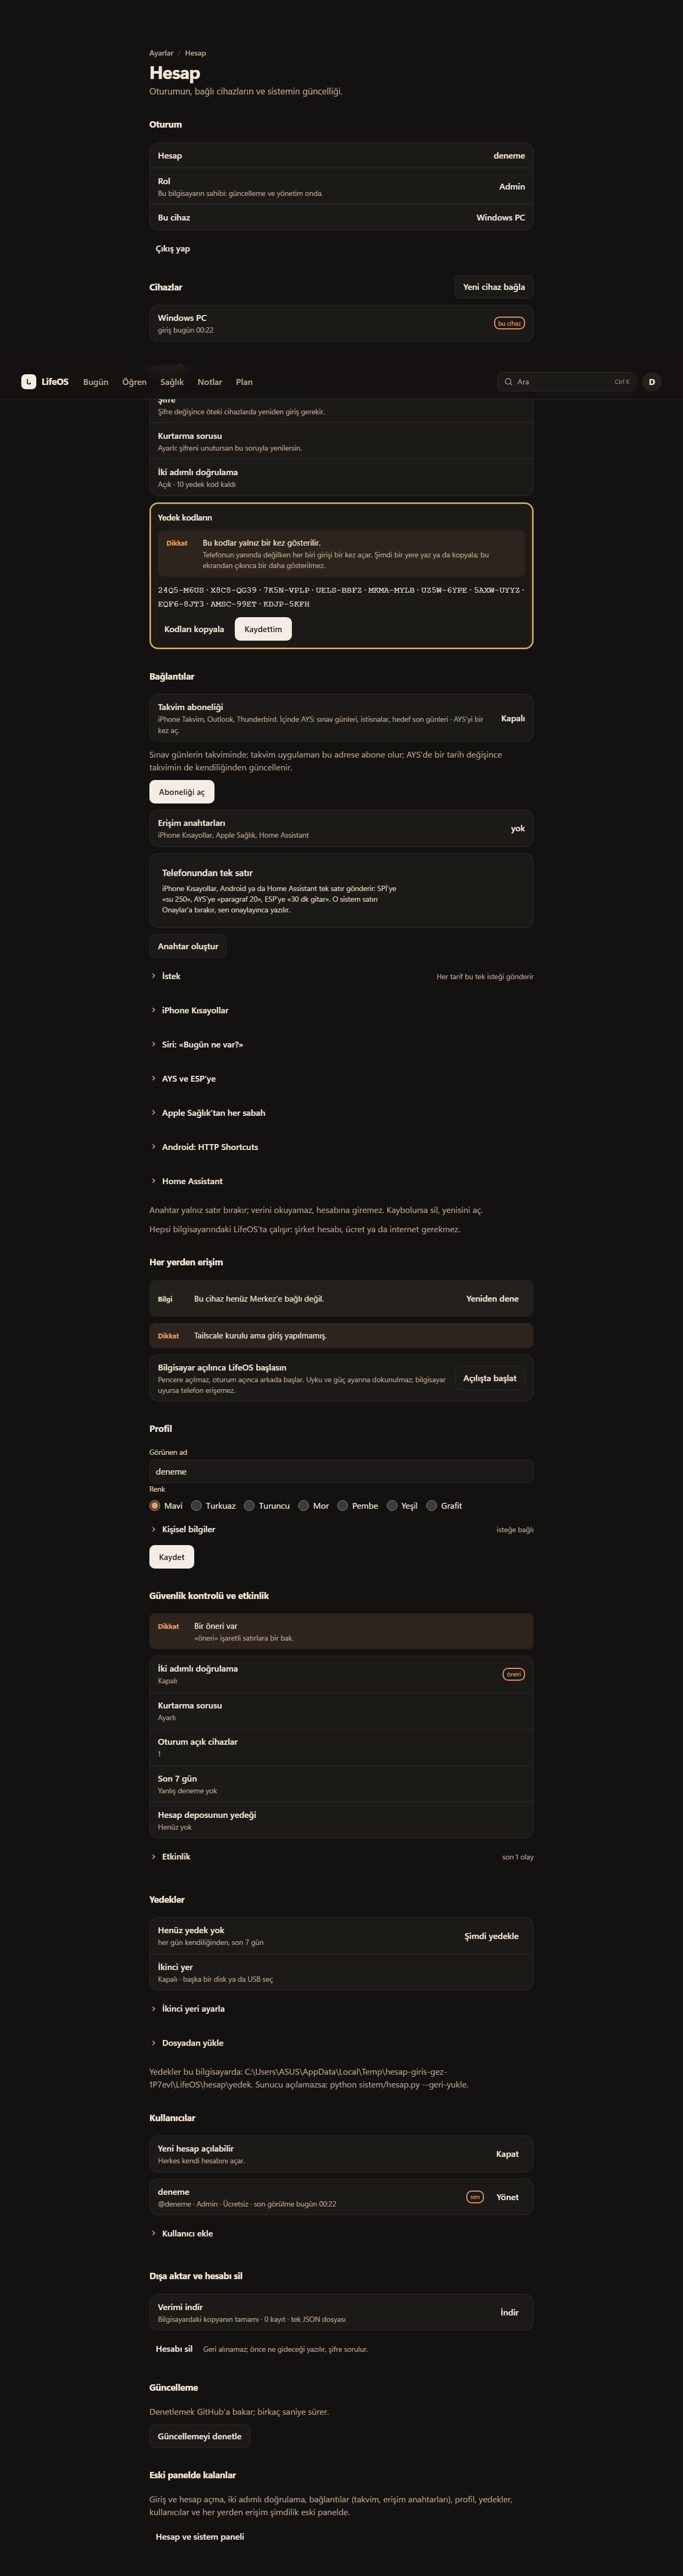 Ayarlar / Hesap
Hesap
Oturumun, bağlı cihazların ve sistemin güncelliği.
Oturum
Hesap deneme
Rol
Bu bilgisayarın sahibi: güncelleme ve yönetim onda.
Admin
Bu cihaz Windows PC
Çıkış yap
Cihazlar Yeni cihaz bağla
Windows PC
giriş bugün 00:22
bu cihaz
LifeOS Bugün Öğren Sağlık Notlar Plan Ara Ctrl K D
Şifre
Şifre değişince öteki cihazlarda yeniden giriş gerekir.
Kurtarma sorusu
Ayarlı: şifreni unutursan bu soruyla yenilersin.
İki adımlı doğrulama
Açık · 10 yedek kod kaldı
Yedek kodların
Dikkat Bu kodlar yalnız bir kez gösterilir.
Telefonun yanında değilken her biri girişi bir kez açar. Şimdi bir yere yaz ya da kopyala; bu
ekrandan çıkınca bir daha gösterilmez.
24Q5-M6US · X8C8-QG39 · 7K5N-VPLP · UELS-BBFZ · MKMA-MYLB · UZ5W-6YPE · 5AXW-UYYZ ·
EQF6-8JT3 · AMSC-99ET · KDJP-5KFH
Kodları kopyala Kaydettim
Bağlantılar
Takvim aboneliği
iPhone Takvim, Outlook, Thunderbird. İçinde AYS: sınav günleri, istisnalar, hedef son günleri · AYS'yi bir
kez aç.
Kapalı
Sınav günlerin takviminde: takvim uygulaman bu adrese abone olur; AYS'de bir tarih değişince
takvimin de kendiliğinden güncellenir.
Aboneliği aç
Erişim anahtarları
iPhone Kısayollar, Apple Sağlık, Home Assistant
yok
Telefonundan tek satır
iPhone Kısayollar, Android ya da Home Assistant tek satır gönderir: SPİ'ye
«su 250», AYS'ye «paragraf 20», ESP'ye «30 dk gitar». O sistem satırı
Onaylar'a bırakır, sen onaylayınca yazılır.
Anahtar oluştur
İstek Her tarif bu tek isteği gönderir
iPhone Kısayollar
Siri: «Bugün ne var?»
AYS ve ESP'ye
Apple Sağlık'tan her sabah
Android: HTTP Shortcuts
Home Assistant
Anahtar yalnız satır bırakır; verini okuyamaz, hesabına giremez. Kaybolursa sil, yenisini aç.
Hepsi bilgisayarındaki LifeOS'ta çalışır: şirket hesabı, ücret ya da internet gerekmez.
Her yerden erişim
Bilgi Bu cihaz henüz Merkez'e bağlı değil. Yeniden dene
Dikkat Tailscale kurulu ama giriş yapılmamış.
Bilgisayar açılınca LifeOS başlasın
Pencere açılmaz, oturum açınca arkada başlar. Uyku ve güç ayarına dokunulmaz; bilgisayar
uyursa telefon erişemez.
Açılışta başlat
Profil
Görünen ad
deneme
Renk
Mavi Turkuaz Turuncu Mor Pembe Yeşil Grafit
Kişisel bilgiler isteğe bağlı
Kaydet
Güvenlik kontrolü ve etkinlik
Dikkat Bir öneri var
«öneri» işaretli satırlara bir bak.
İki adımlı doğrulama
Kapalı
öneri
Kurtarma sorusu
Ayarlı
Oturum açık cihazlar
1
Son 7 gün
Yanlış deneme yok
Hesap deposunun yedeği
Henüz yok
Etkinlik son 1 olay
Yedekler
Henüz yedek yok
her gün kendiliğinden, son 7 gün
Şimdi yedekle
İkinci yer
Kapalı · başka bir disk ya da USB seç
İkinci yeri ayarla
Dosyadan yükle
Yedekler bu bilgisayarda: C:\Users\ASUS\AppData\Local\Temp\hesap-giris-gez-
1P7evl\LifeOS\hesap\yedek. Sunucu açılamazsa: python sistem/hesap.py --geri-yukle.
Kullanıcılar
Yeni hesap açılabilir
Herkes kendi hesabını açar.
Kapat
deneme
@deneme · Admin · Ücretsiz · son görülme bugün 00:22
sen Yönet
Kullanıcı ekle
Dışa aktar ve hesabı sil
Verimi indir
Bilgisayardaki kopyanın tamamı · 0 kayıt · tek JSON dosyası
İndir
Hesabı sil Geri alınamaz; önce ne gideceği yazılır, şifre sorulur.
Güncelleme
Denetlemek GitHub'a bakar; birkaç saniye sürer.
Güncellemeyi denetle
Eski panelde kalanlar
Giriş ve hesap açma, iki adımlı doğrulama, bağlantılar (takvim, erişim anahtarları), profil, yedekler,
kullanıcılar ve her yerden erişim şimdilik eski panelde.
Hesap ve sistem paneli